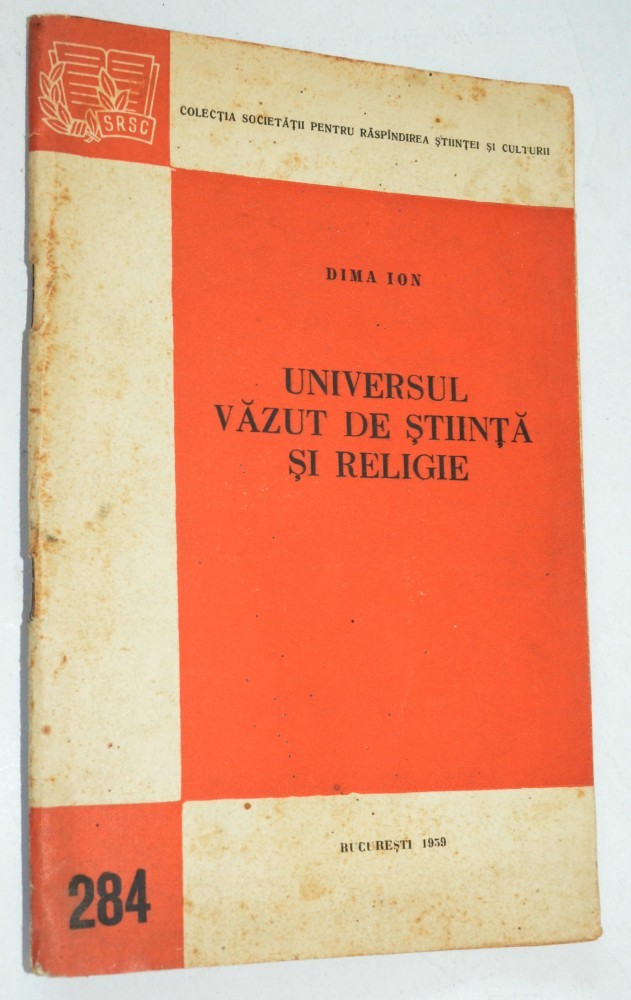 SRSC
COLECȚIA SOCIETĂȚII PENTRU RĂSPÎNDIREA ȘTIINȚEI ȘI CULTURII
DIMA ION
UNIVERSUL
VĂZUT DE ȘTIINȚĂ
ȘI RELIGIE
BUCUREȘTI 1959
284